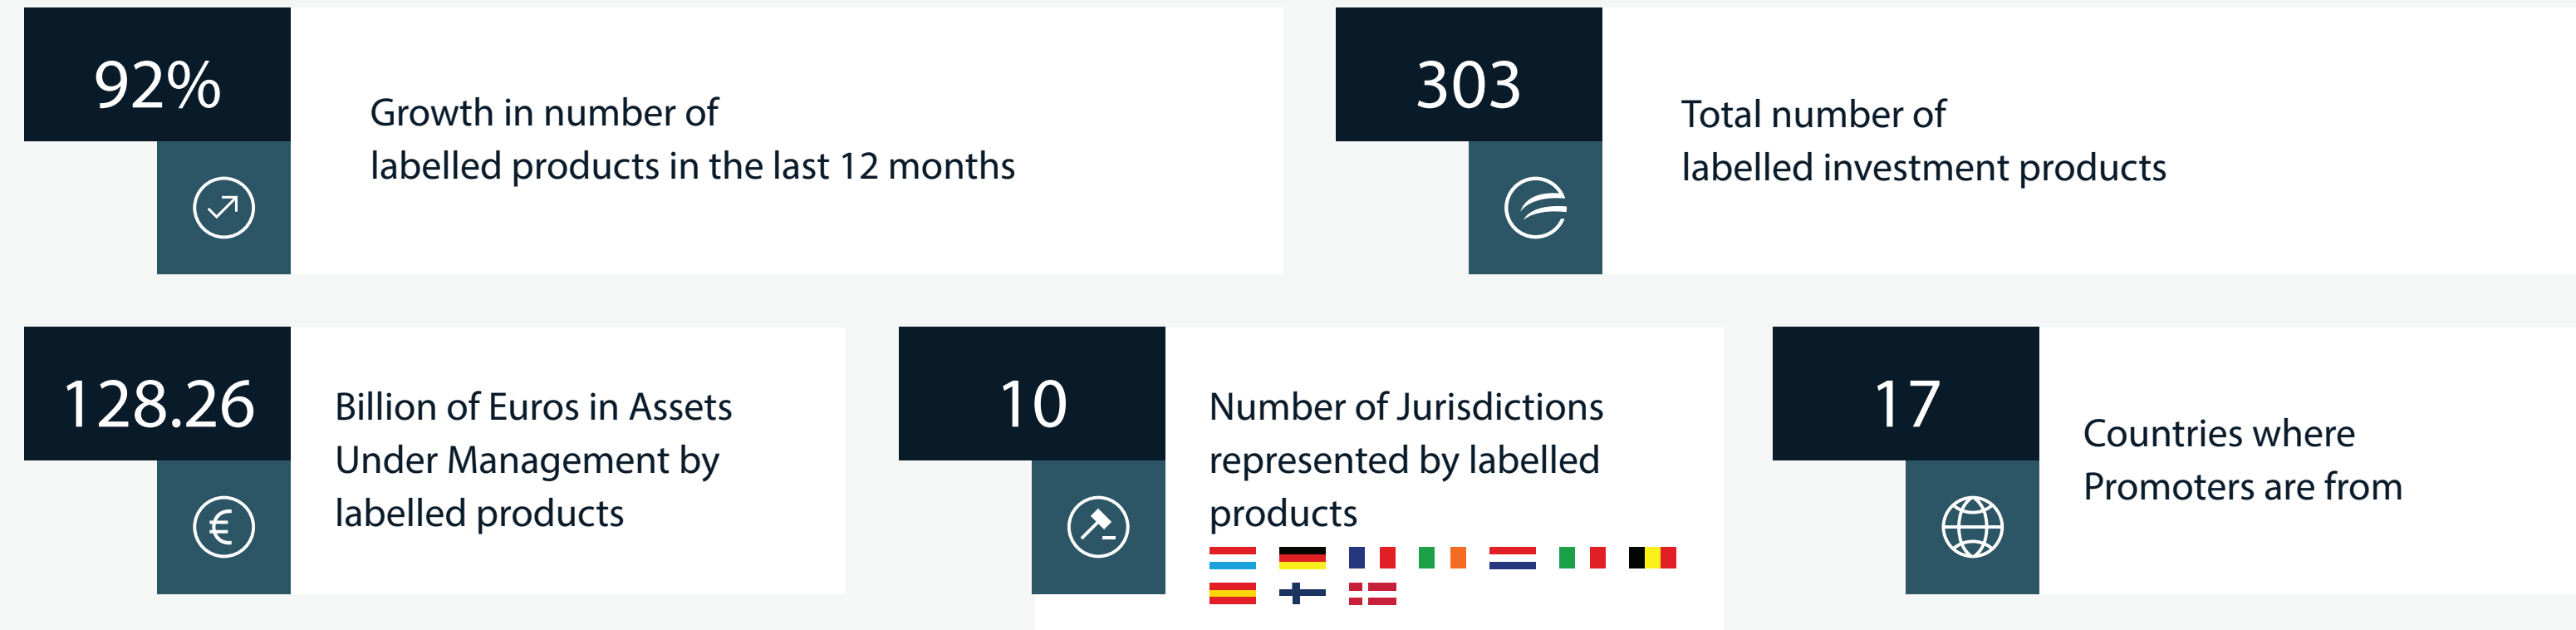 92%
Growth in number of
labelled products in the last 12 months
303
Total number of
labelled investment products
128.26
Billion of Euros in Assets
Under Management by
labelled products
€
10
Number of Jurisdictions
represented by labelled
products
17
Countries where
Promoters are from